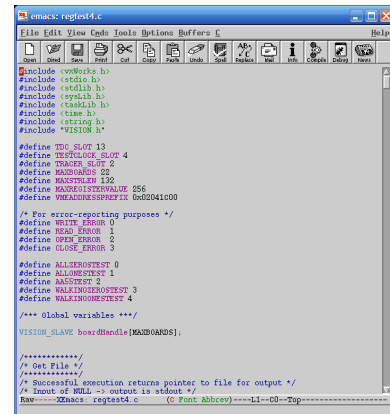 emacs: regtest4.c
File Edit View Cmds Tools Options Buffers C Help
Open Dired Save Print Cut Copy Paste Undo Spell Replace Mail Info Compile Debug News
#include <vxWorks.h>
#include <stdio.h>
#include <stdlib.h>
#include <sysLib.h>
#include <taskLib.h>
#include <time.h>
#include <string.h>
#include "VISION.h"
#define TDC_SLOT 13
#define TESTCLOCK_SLOT 4
#define TRACER_SLOT 2
#define MAXBOARDS 22
#define MAXSTRLEN 132
#define MAXREGISTERVALUE 256
#define VMEADDRESSPREFIX 0x02041C00
/* For error-reporting purposes */
#define WRITE_ERROR 0
#define READ_ERROR 1
#define OPEN_ERROR 2
#define CLOSE_ERROR 3
#define ALLZEROSTEST 0
#define ALLONESTEST 1
#define AA55TEST 2
#define WALKINGZEROSTEST 3
#define WALKINGONESTEST 4
/*** Global variables ***/
VISION_SLAVE boardHandle[MAXBOARDS];
/************/
/* Get File */
/************/
/* Successful execution returns pointer to file for output */
/* Input of NULL -> output is stdout */
Raw-----XEmacs: regtest4.c (C Font Abbrev)----L1--C0--Top----